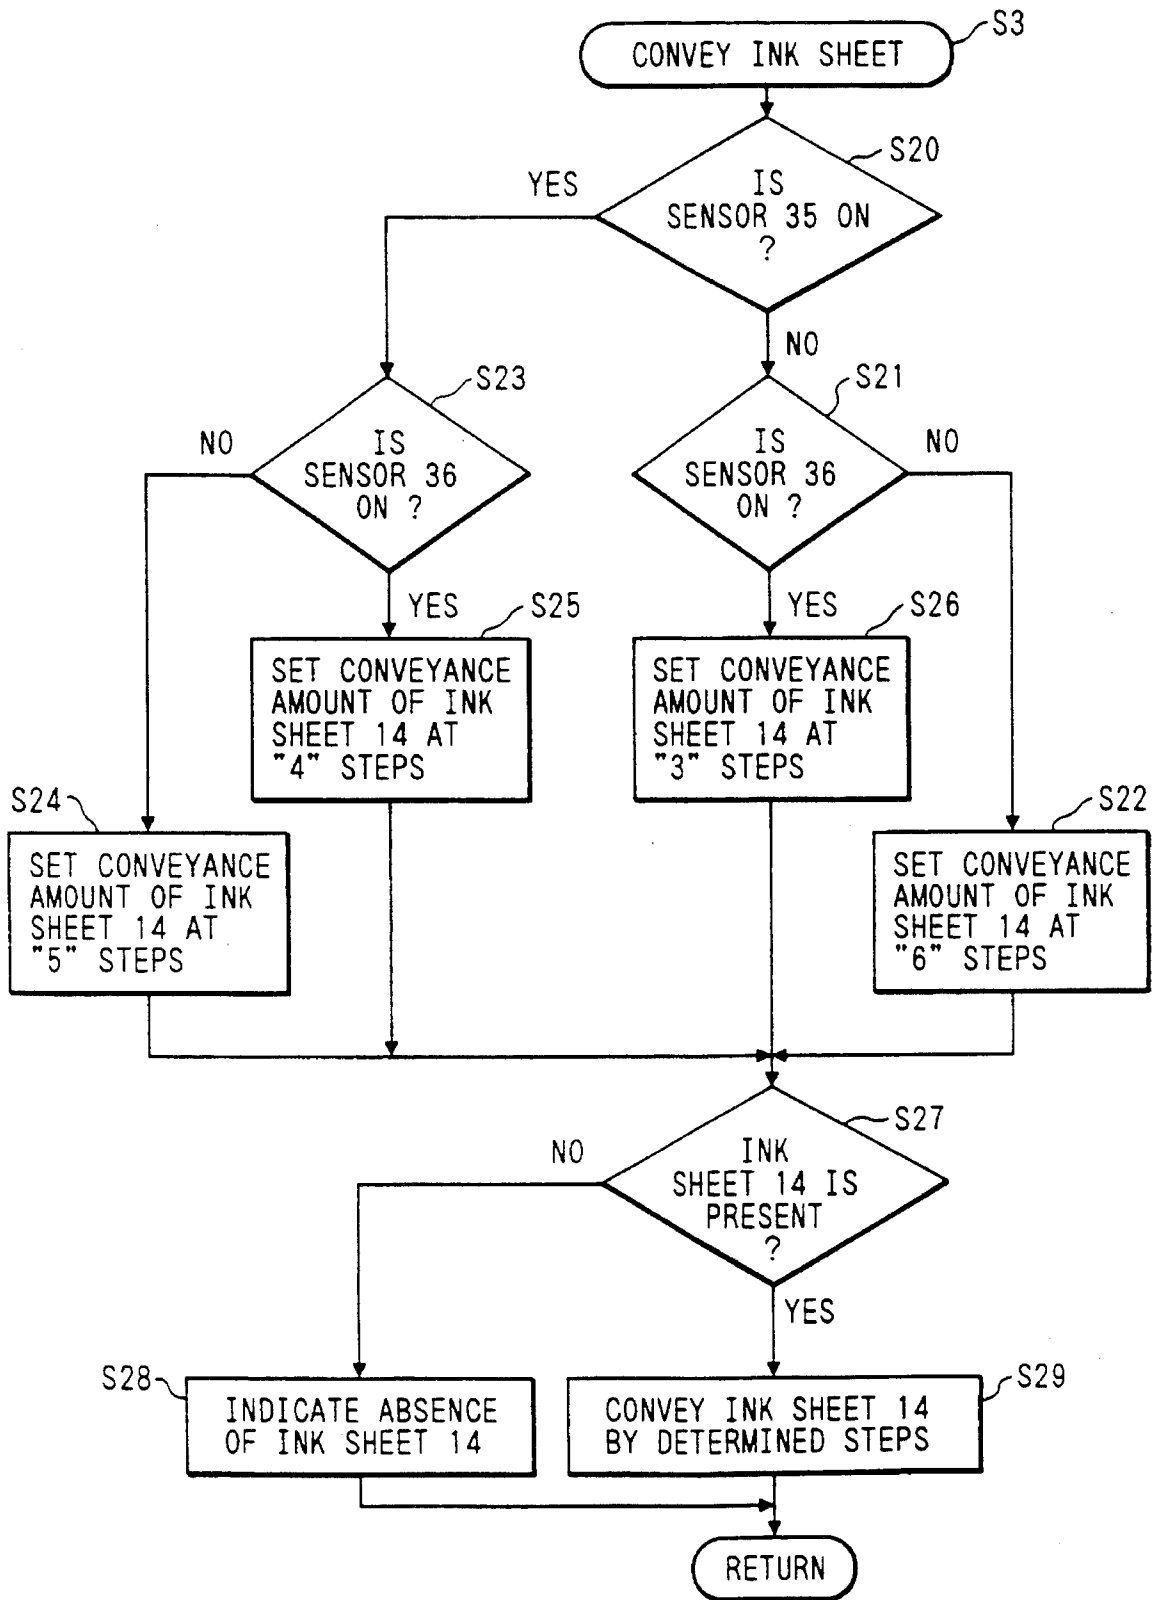 S3
CONVEY INK SHEET
S20
IS
SENSOR 35 ON
?
YES
NO
S23
IS
SENSOR 36
ON ?
NO
YES
S21
IS
SENSOR 36
ON ?
NO
YES
S25
SET CONVEYANCE
AMOUNT OF INK
SHEET 14 AT
"4" STEPS
S26
SET CONVEYANCE
AMOUNT OF INK
SHEET 14 AT
"3" STEPS
S24
SET CONVEYANCE
AMOUNT OF INK
SHEET 14 AT
"5" STEPS
S22
SET CONVEYANCE
AMOUNT OF INK
SHEET 14 AT
"6" STEPS
S27
INK
SHEET 14 IS
PRESENT
?
NO
YES
S28
INDICATE ABSENCE
OF INK SHEET 14
S29
CONVEY INK SHEET 14
BY DETERMINED STEPS
RETURN